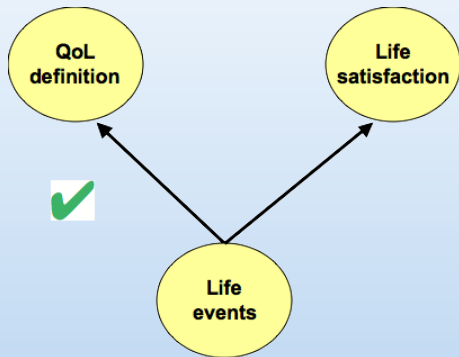 QoL
definition
Life
satisfaction
Life
events